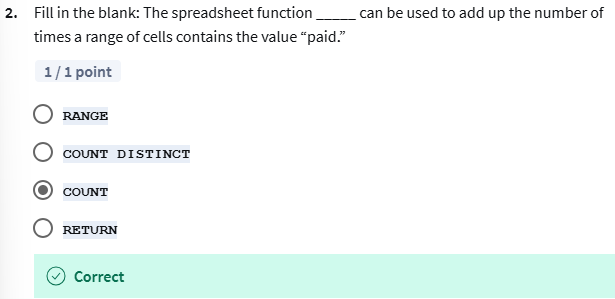 2. Fill in the blank: The spreadsheet function _____ can be used to add up the number of
times a range of cells contains the value “paid.”
1 / 1 point
RANGE
COUNT DISTINCT
COUNT
RETURN
Correct